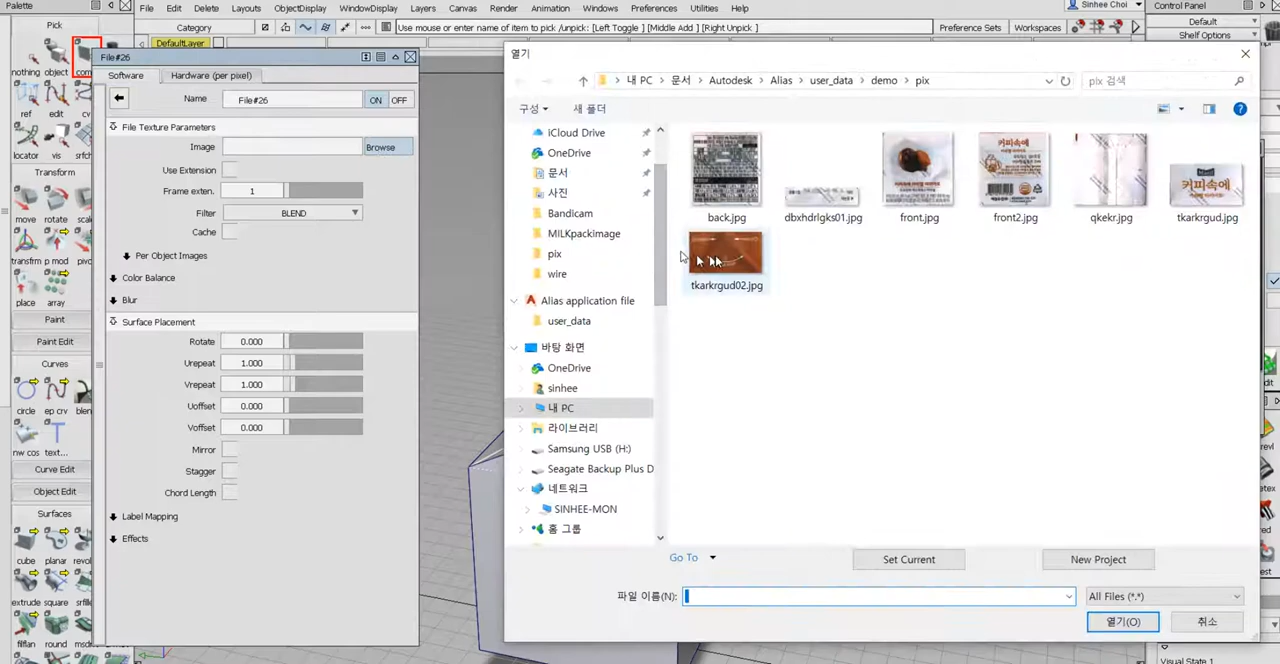 Palette
Edit
Delete
Layouts
ObjectDisplay
WindowDisplay
Layers
Canvas
Render
Animation
Windows
Preferences
Utilities
Help
Sinhee Choi
Control Panel
Pick
Category
Use mouse or enter name of item to pick /unpick: [Left Toggle ] [Middle Add ] [Right Unpick ]
Preference Sets
Workspaces
Default
Shelf Options
DefaultLayer
nothing
object
com
ref
edit
cv
locator
vis
srfch
Transform
move
rotate
scal
transfrm
p mod
pivo
place
array
Paint
Paint Edit
Curves
circle
ep crv
blen
nw cos
text...
Curve Edit
Object Edit
Surfaces
cube
planar
revol
extrude
square
srfille
filflan
round
msdr
File#26
Software
Hardware (per pixel)
Name
File#26
ON
OFF
File Texture Parameters
Image
Browse
Use Extension
Frame exten.
1
Filter
BLEND
Cache
Per Object Images
Color Balance
Blur
Surface Placement
Rotate
0.000
Urepeat
1.000
Vrepeat
1.000
Uoffset
0.000
Voffset
0.000
Mirror
Stagger
Chord Length
Label Mapping
Effects
열기
내 PC
문서
Autodesk
Alias
user_data
demo
pix
pix 검색
구성
새 폴더
iCloud Drive
OneDrive
문서
사진
Bandicam
MILKpackimage
pix
wire
Alias application file
user_data
바탕 화면
OneDrive
sinhee
내 PC
라이브러리
Samsung USB (H:)
Seagate Backup Plus D
네트워크
SINHEE-MON
홈 그룹
커피속에
커피속에
back.jpg
dbxhdrlgks01.jpg
front.jpg
front2.jpg
qkekr.jpg
tkarkrgud.jpg
tkarkrgud02.jpg
Go To
Set Current
New Project
파일 이름(N):
All Files (*.*)
열기(O)
취소
Visual State 1